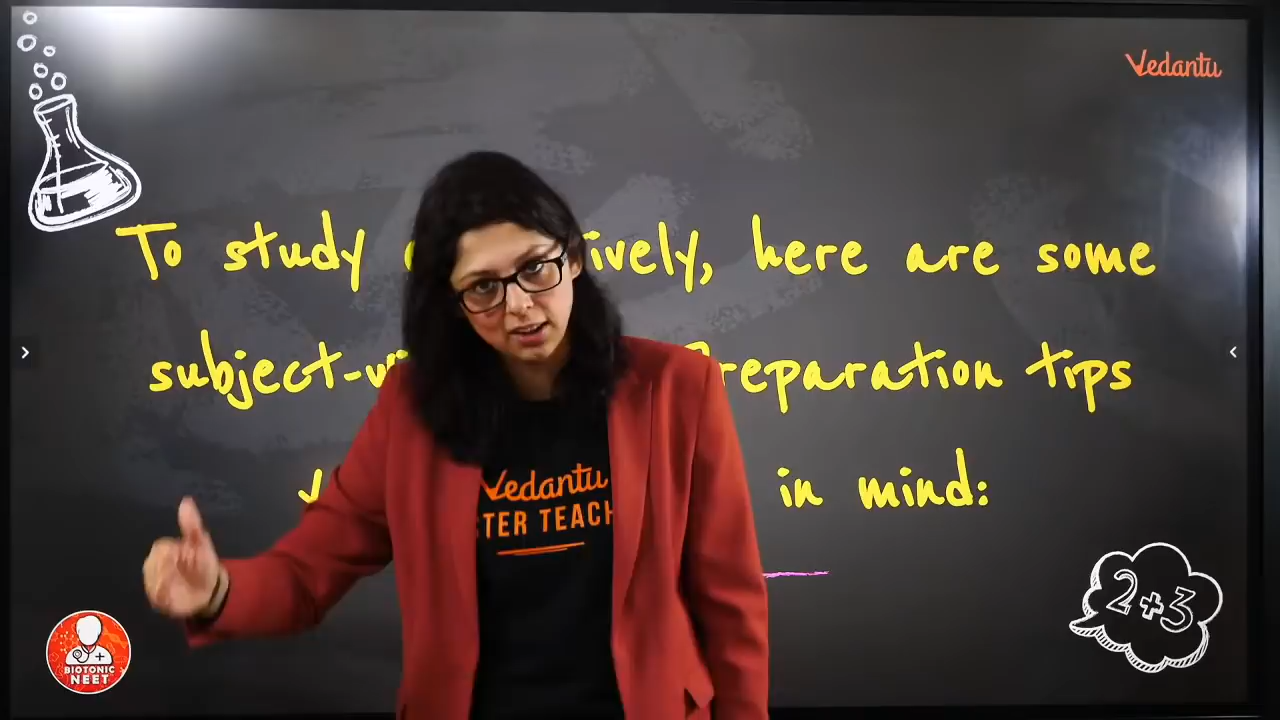 Vedantu
To study ively, here are some
subject- reparation tips
in mind:
Vedantu
TER TEACH
2+3
BIOTONIC
NEET